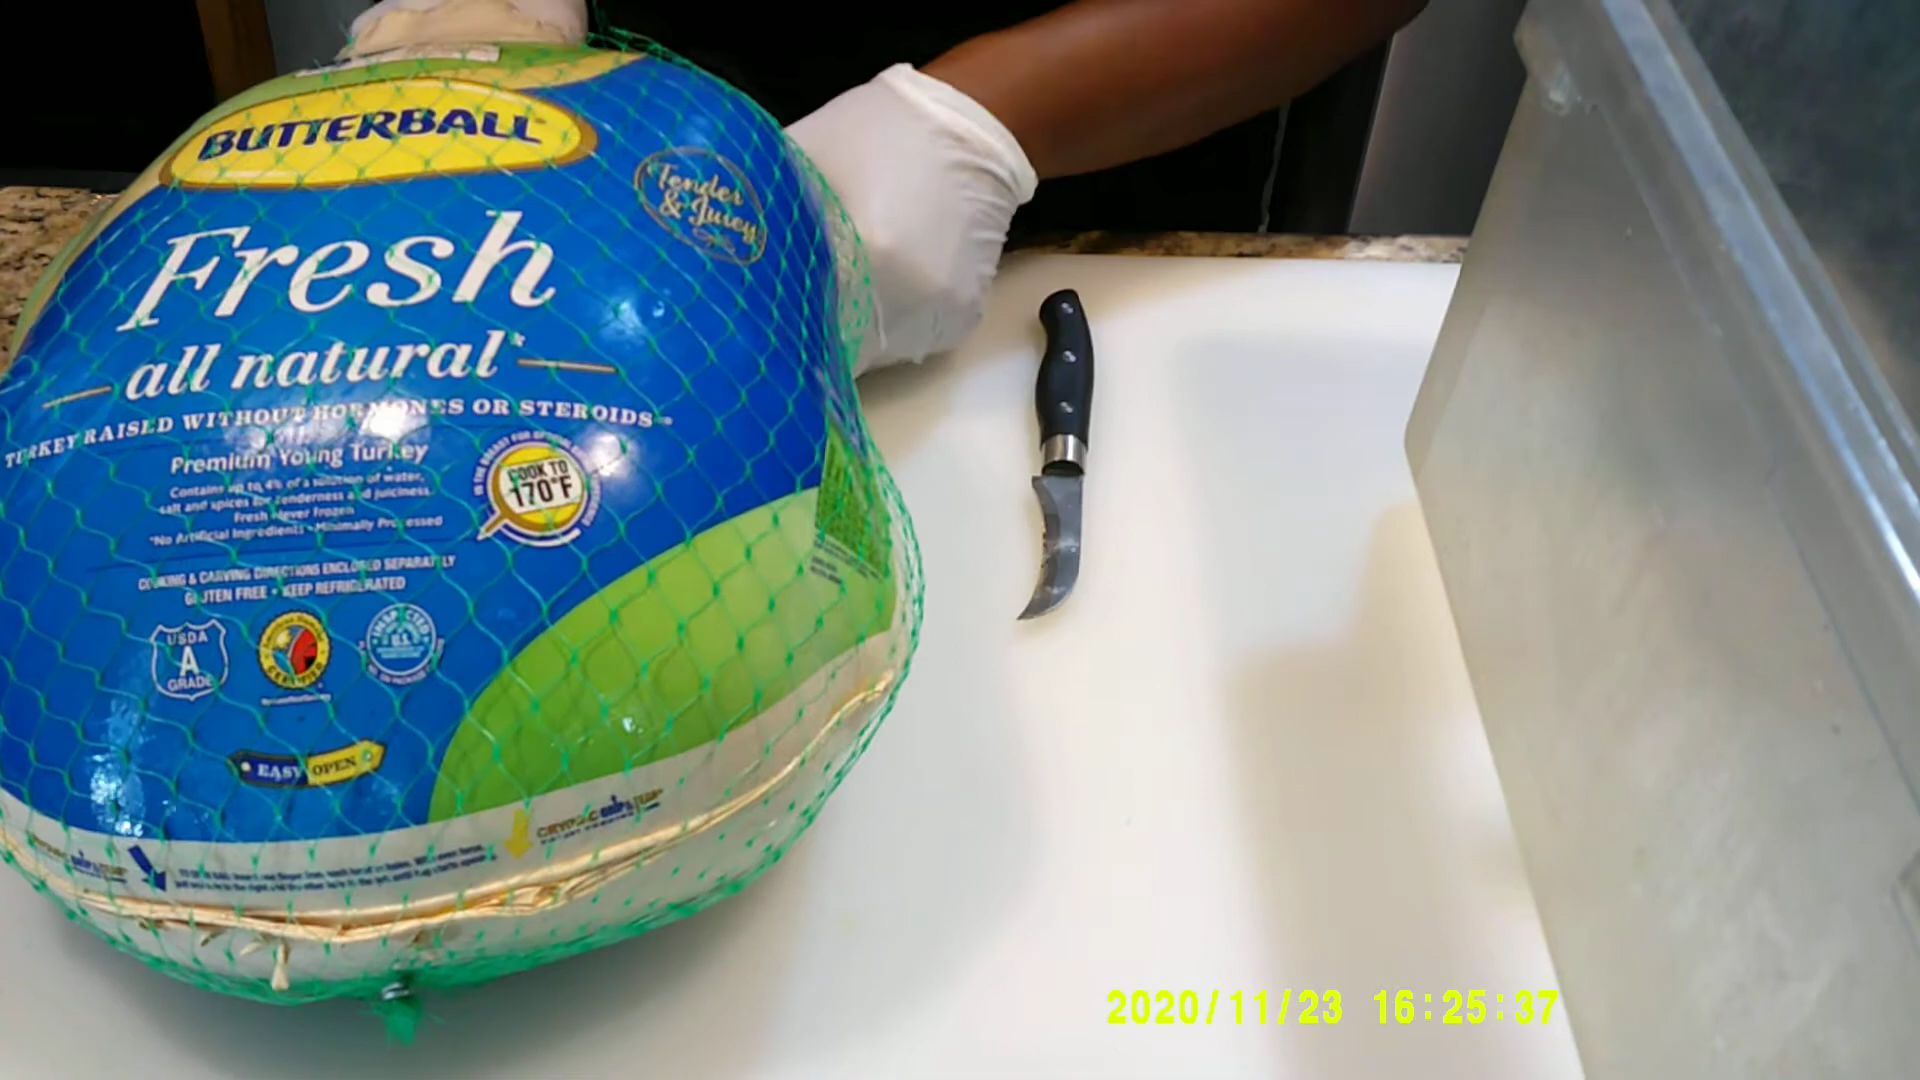 BUTTERBALL
Tender
& Juicy
Fresh
all natural*
TURKEY RAISED WITHOUT HORMONES OR STEROIDS
Premium Young Turkey
Contains up to 4% of a solution of water,
salt and spices for tenderness and juiciness.
Fresh Never Frozen
*No Artificial Ingredients • Minimally Processed
COOK TO
170°F
COOKING & CARVING DIRECTIONS ENCLOSED SEPARATELY
GLUTEN FREE • KEEP REFRIGERATED
USDA
A
GRADE
CERTIFIED
INSPECTED
U.S.
EASY OPEN
2020/11/23 16:25:37